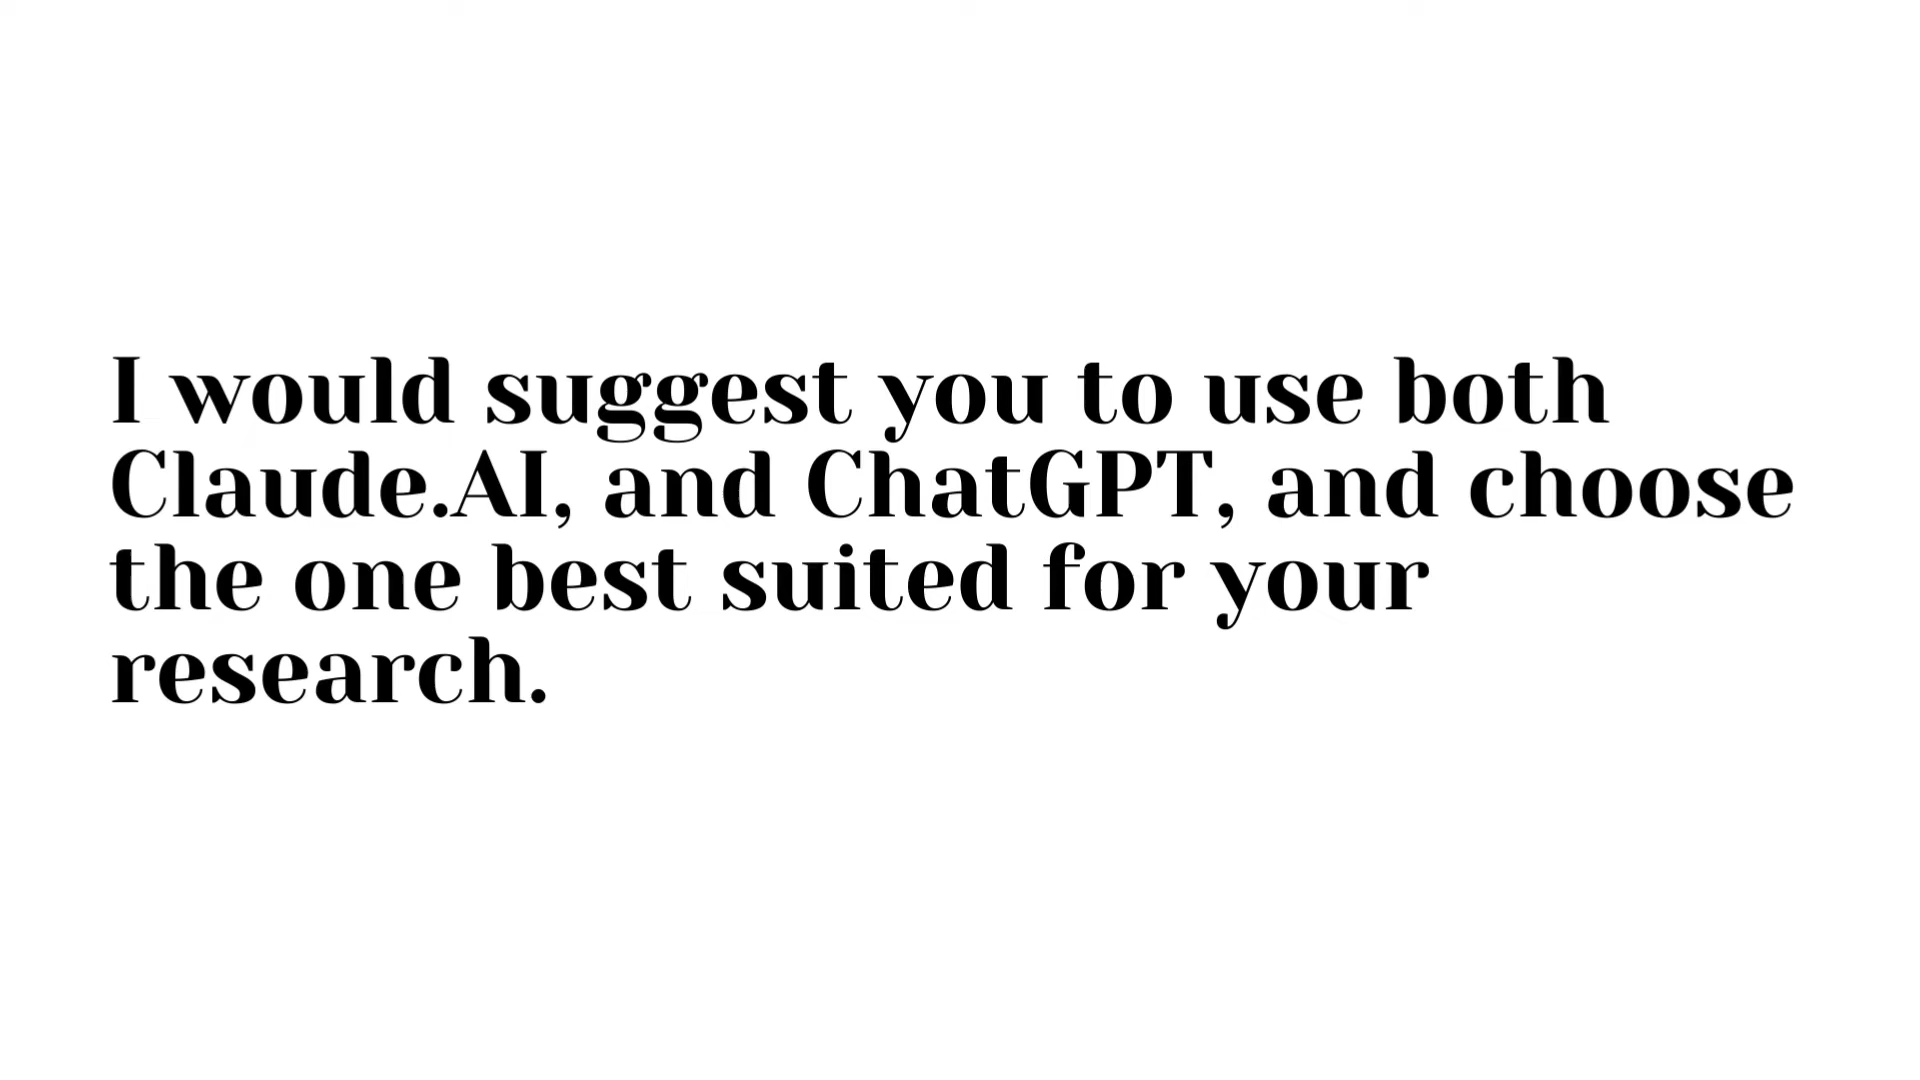 I would suggest you to use both
Claude.AI, and ChatGPT, and choose
the one best suited for your
research.